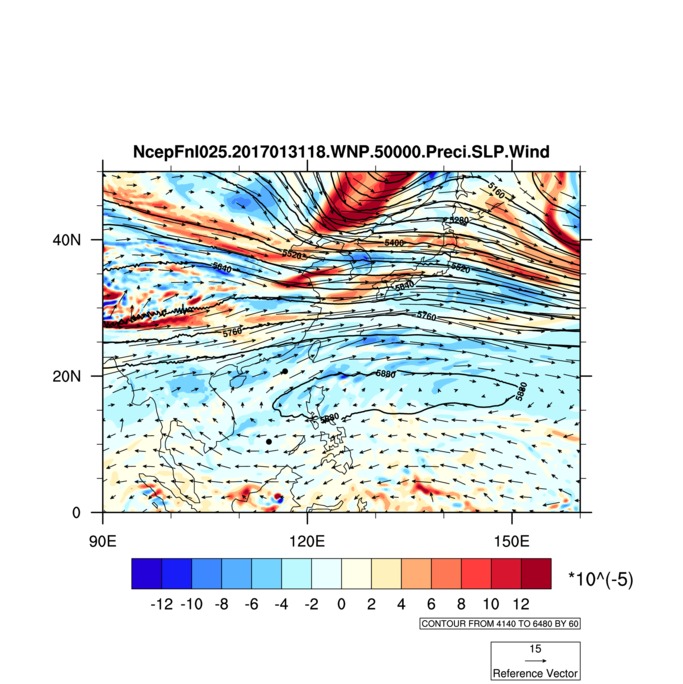 NcepFnl025.2017013118.WNP.50000.Preci.SLP.Wind
5160
5280
40N
5400
5520
5640
5520
5640
5760
5760
20N
5880
5880
5880
0
90E 120E 150E
*10^(-5)
-12 -10 -8 -6 -4 -2 0 2 4 6 8 10 12
CONTOUR FROM 4140 TO 6480 BY 60
15
Reference Vector